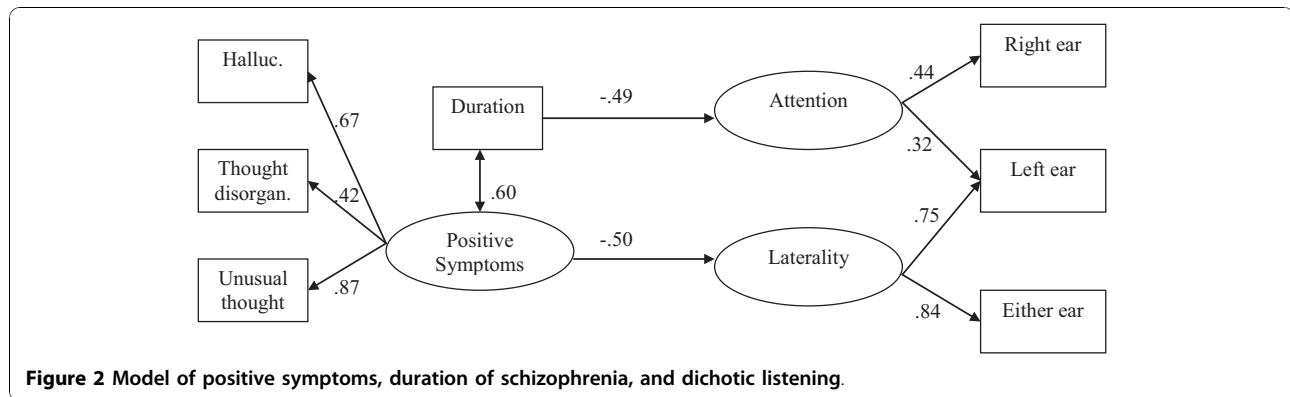 Halluc.
Right ear
.44
Duration
-.49
Attention
.67
.32
Thought
disorgan.
.42
.60
Left ear
.75
Positive
Symptoms
-.50
Laterality
Unusual
thought
.87
.84
Either ear
Figure 2 Model of positive symptoms, duration of schizophrenia, and dichotic listening.